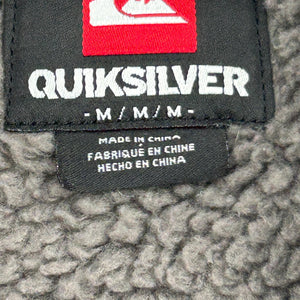 QUIKSILVER
- M / M / M -
MADE IN CHINA
FABRIQUÉ EN CHINE
HECHO EN CHINA